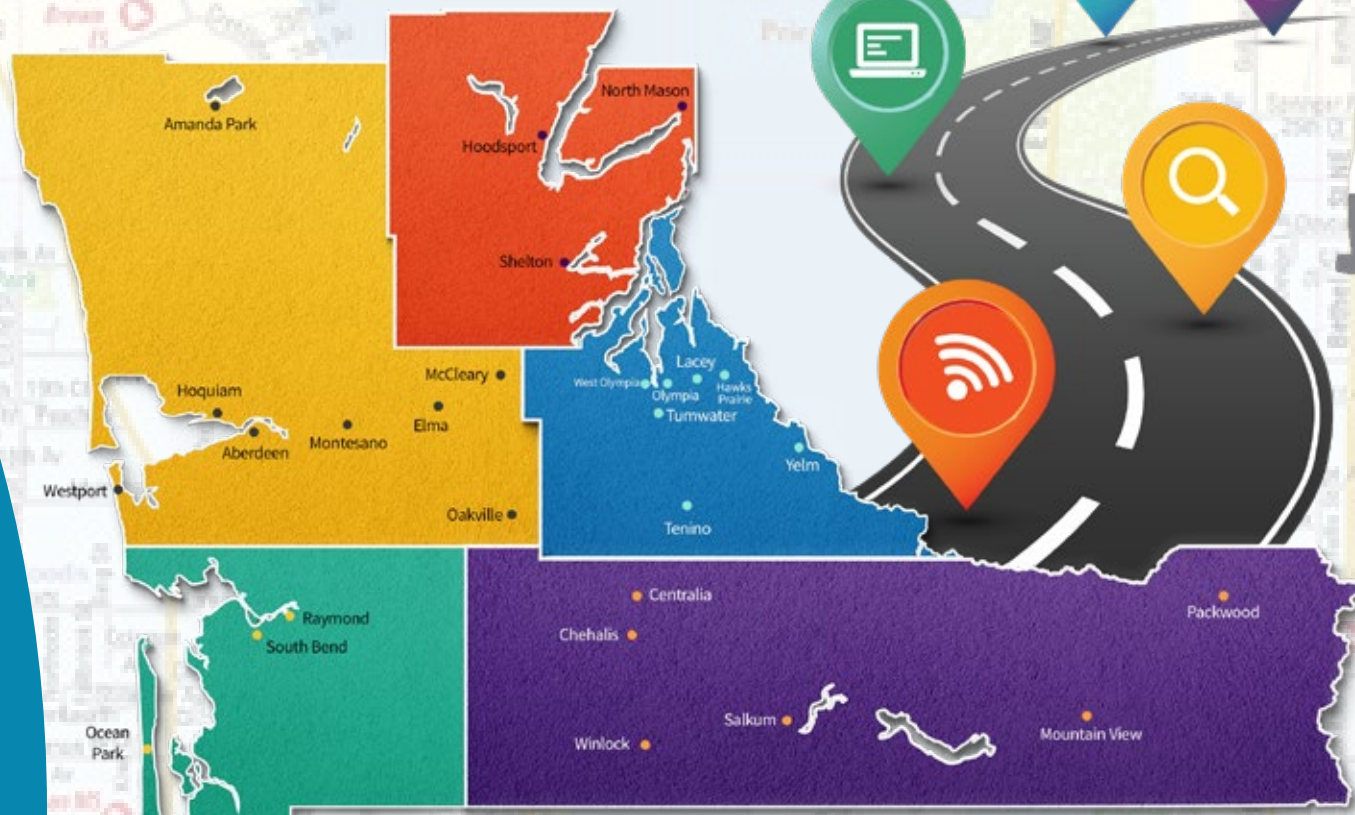 Amanda Park
North Mason
Hoodsport
Shelton
McCleary
Hoquiam
Elma
Aberdeen
Montesano
Westport
Oakville
Lacey
West Olympia
Olympia
Hawks
Prairie
Tumwater
Yelm
Tenino
Raymond
South Bend
Ocean
Park
Centralia
Chehalis
Packwood
Salkum
Winlock
Mountain View